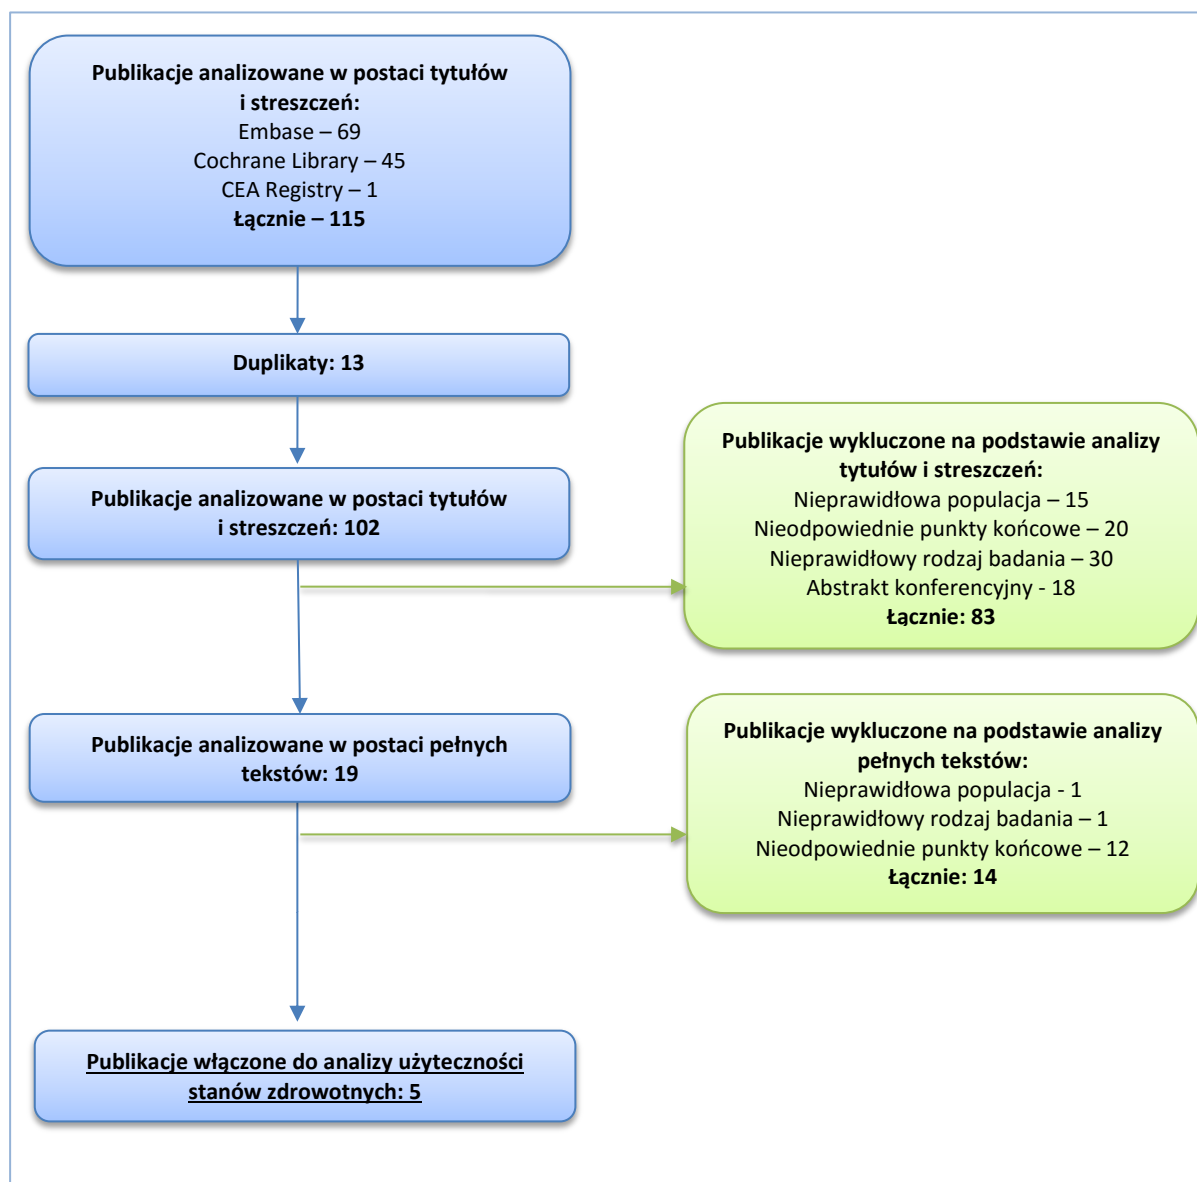 Publikacje analizowane w postaci tytułów
i streszczeń:
Embase – 69
Cochrane Library – 45
CEA Registry – 1
Łącznie – 115
Duplikaty: 13
Publikacje analizowane w postaci tytułów
i streszczeń: 102
Publikacje wykluczone na podstawie analizy
tytułów i streszczeń:
Nieprawidłowa populacja – 15
Nieodpowiednie punkty końcowe – 20
Nieprawidłowy rodzaj badania – 30
Abstrakt konferencyjny - 18
Łącznie: 83
Publikacje analizowane w postaci pełnych
tekstów: 19
Publikacje wykluczone na podstawie analizy
pełnych tekstów:
Nieprawidłowa populacja - 1
Nieprawidłowy rodzaj badania – 1
Nieodpowiednie punkty końcowe – 12
Łącznie: 14
Publikacje włączone do analizy użyteczności
stanów zdrowotnych: 5